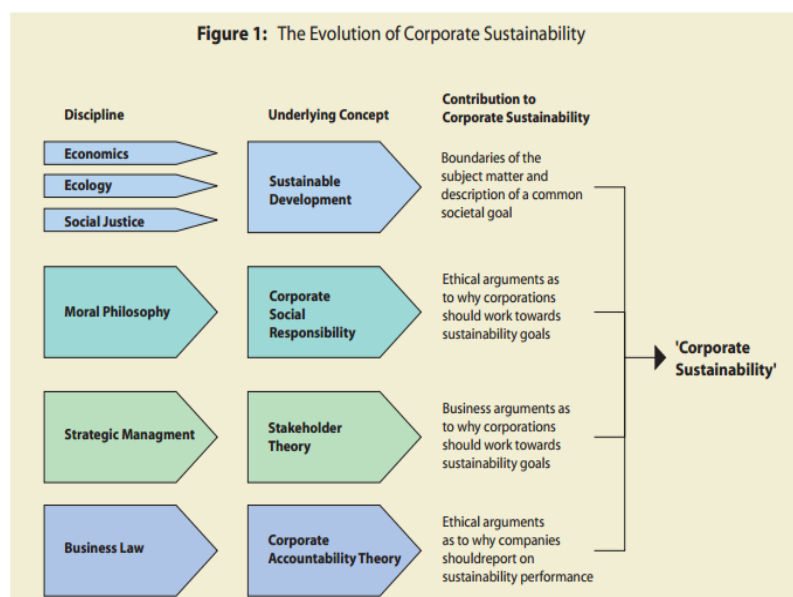 Figure 1: The Evolution of Corporate Sustainability
Discipline
Underlying Concept
Contribution to
Corporate Sustainability
Economics
Ecology
Social Justice
Sustainable
Development
Boundaries of the
subject matter and
description of a common
societal goal
Moral Philosophy
Corporate
Social
Responsibility
Ethical arguments as
to why corporations
should work towards
sustainability goals
'Corporate
Sustainability'
Strategic Managment
Stakeholder
Theory
Business arguments as
to why corporations
should work towards
sustainability goals
Business Law
Corporate
Accountability Theory
Ethical arguments
as to why companies
shouldreport on
sustainability performance